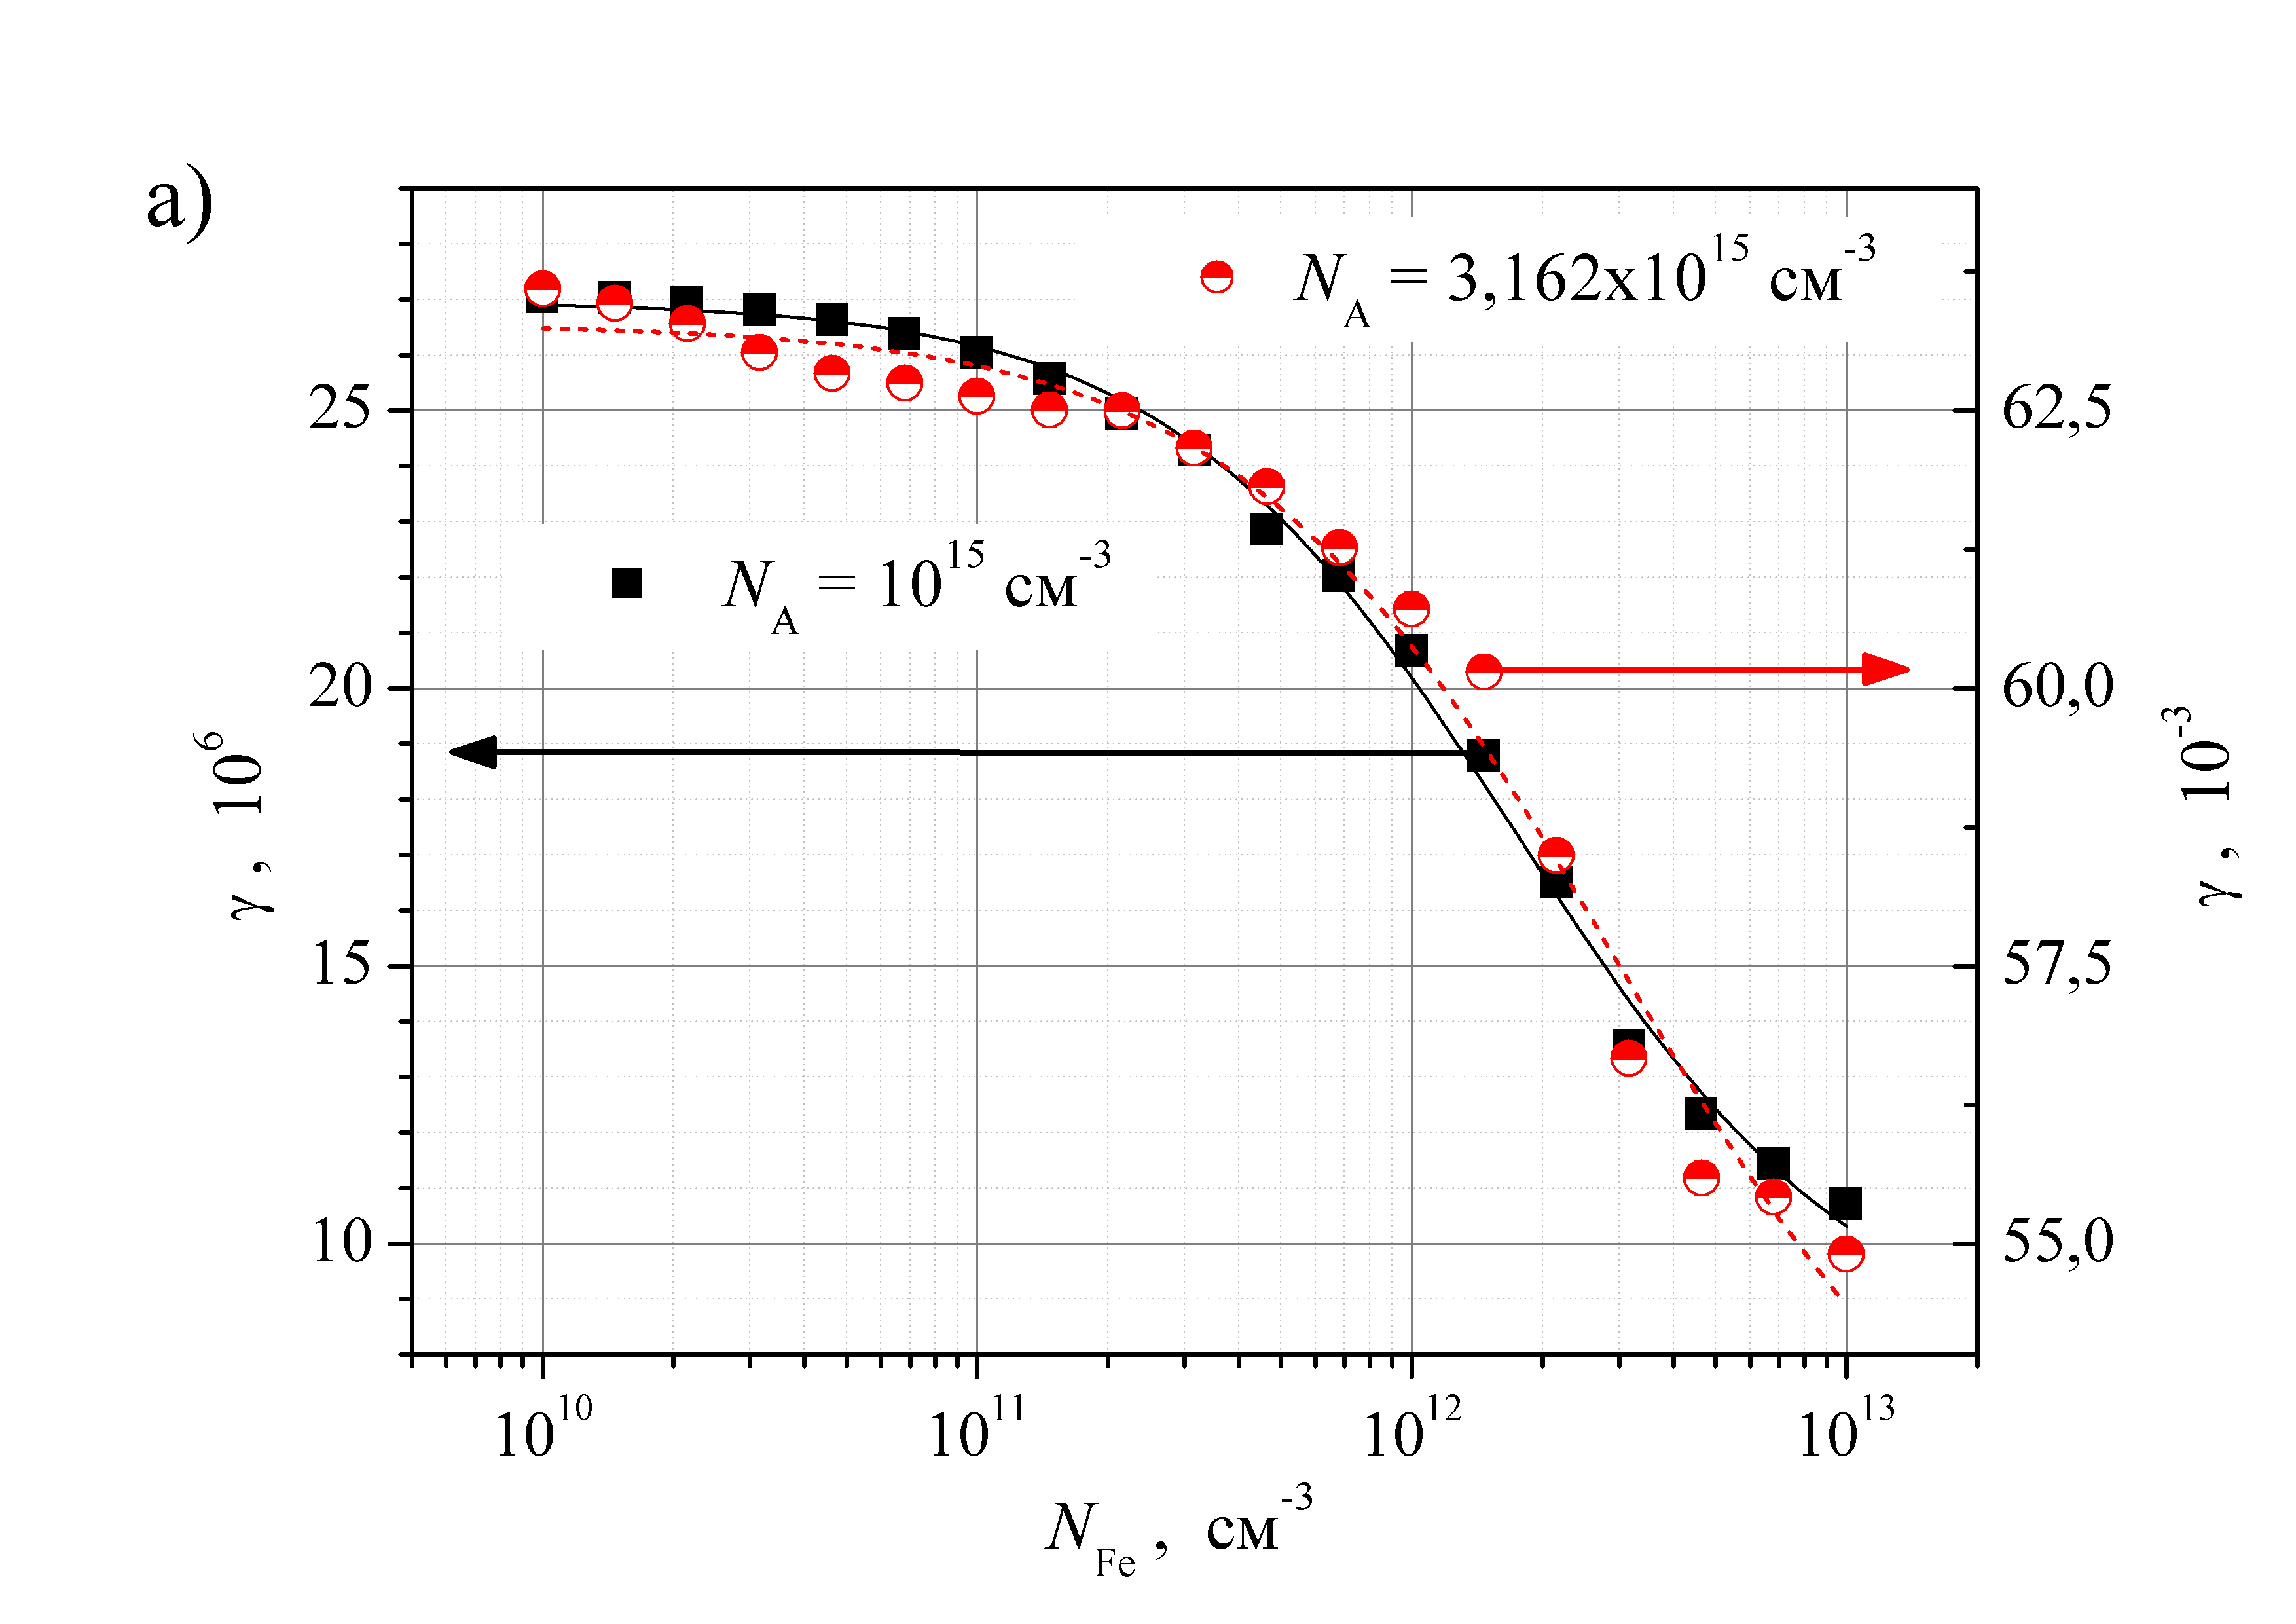 а)
N_A = 3,162x10^15 см^-3
N_A = 10^15 см^-3
25
20
15
10
62,5
60,0
57,5
55,0
γ , 10^6
γ , 10^-3
10^10
10^11
10^12
10^13
N_Fe , см^-3